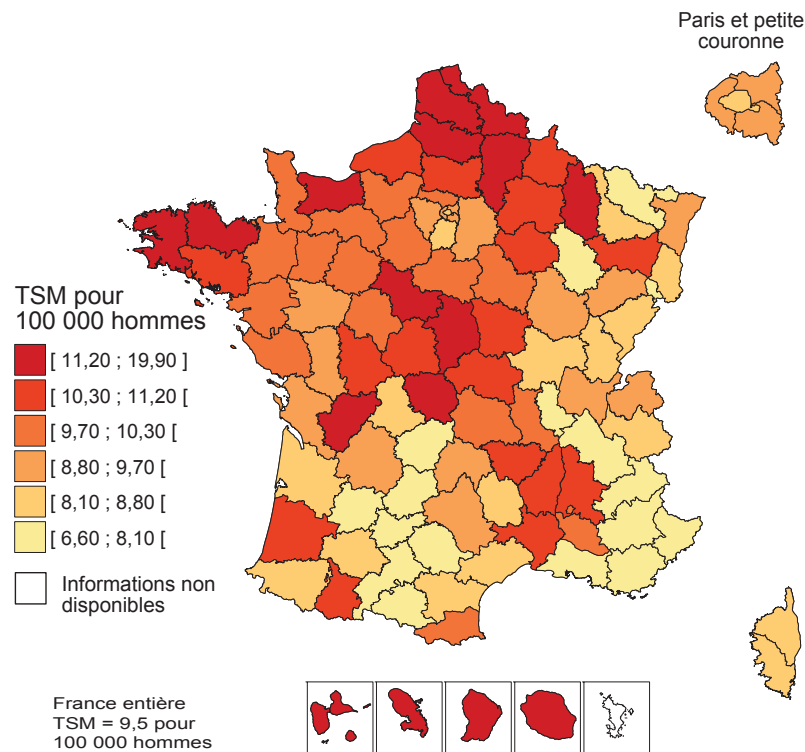 Paris et petite
couronne
TSM pour
100 000 hommes
[ 11,20 ; 19,90 ]
[ 10,30 ; 11,20 [
[ 9,70 ; 10,30 [
[ 8,80 ; 9,70 [
[ 8,10 ; 8,80 [
[ 6,60 ; 8,10 [
Informations non
disponibles
France entière
TSM = 9,5 pour
100 000 hommes